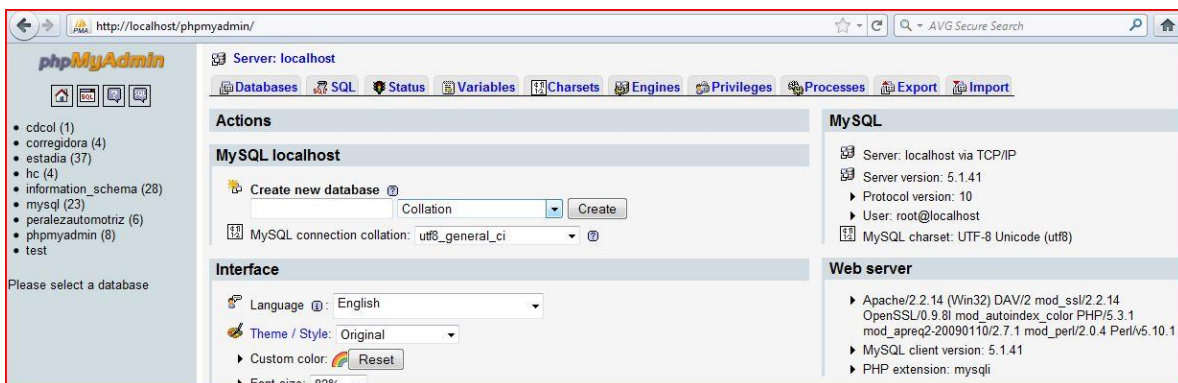 http://localhost/phpmyadmin/
AVG Secure Search
phpMyAdmin
SQL
cdcol (1)
corregidora (4)
estadia (37)
hc (4)
information_schema (28)
mysql (23)
peralezautomotriz (6)
phpmyadmin (8)
test
Please select a database
Server: localhost
Databases SQL Status Variables Charsets Engines Privileges Processes Export Import
Actions
MySQL localhost
Create new database
Collation Create
MySQL connection collation: utf8_general_ci
Interface
Language : English
Theme / Style: Original
Custom color: Reset
Font size: 82%
MySQL
Server: localhost via TCP/IP
Server version: 5.1.41
Protocol version: 10
User: root@localhost
MySQL charset: UTF-8 Unicode (utf8)
Web server
Apache/2.2.14 (Win32) DAV/2 mod_ssl/2.2.14
OpenSSL/0.9.8l mod_autoindex_color PHP/5.3.1
mod_apreq2-20090110/2.7.1 mod_perl/2.0.4 Perl/v5.10.1
MySQL client version: 5.1.41
PHP extension: mysqli